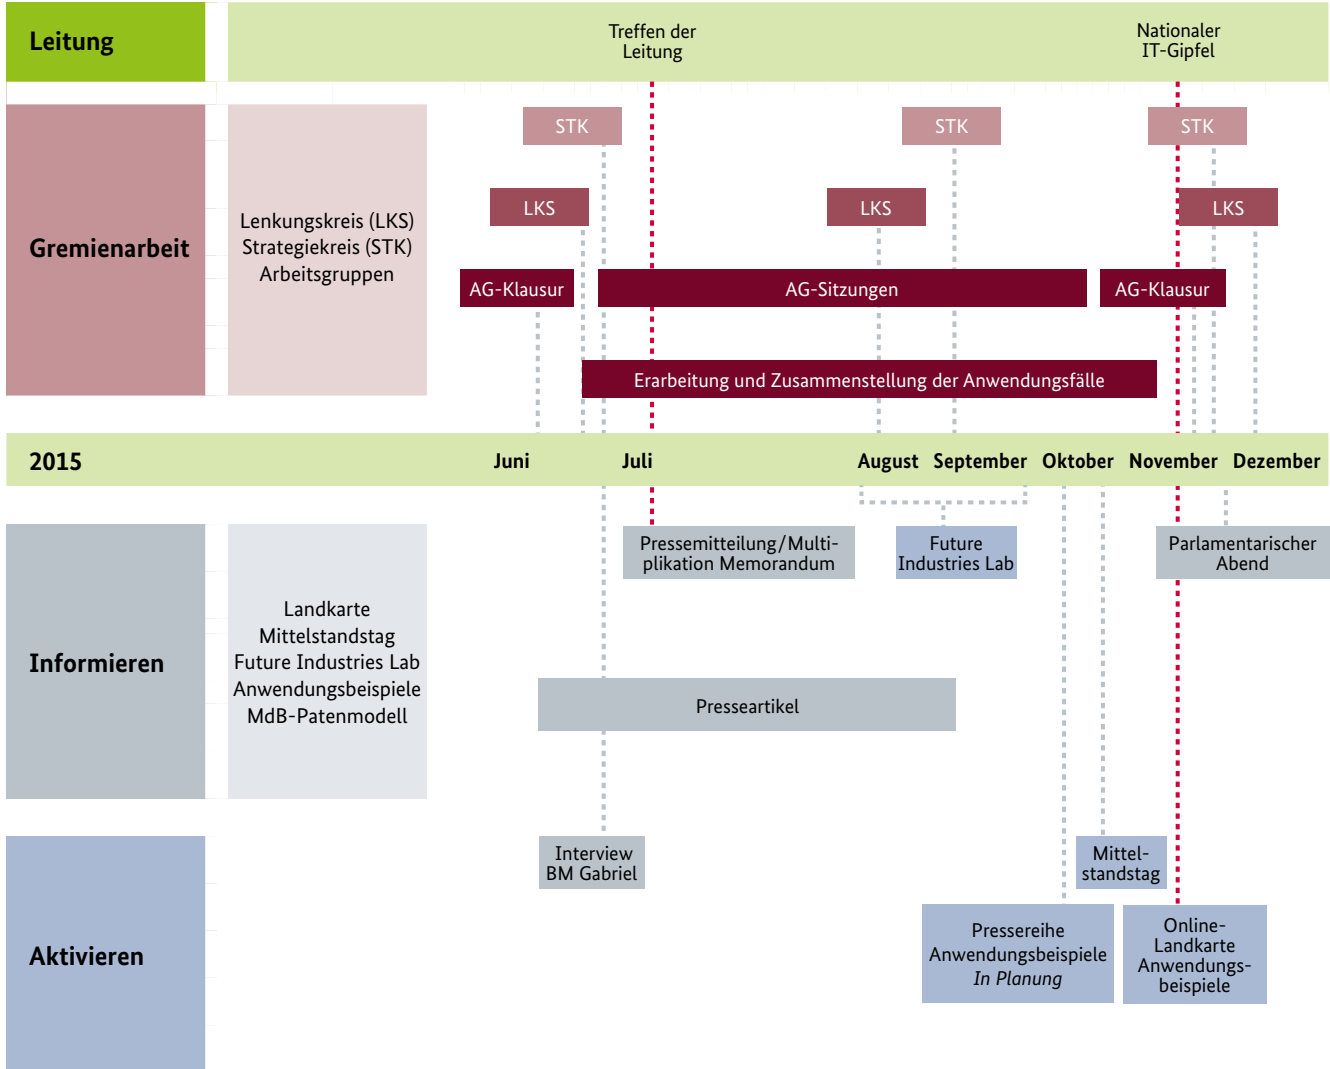 Leitung
Treffen der
Leitung
Nationaler
IT-Gipfel
Gremienarbeit
Lenkungskreis (LKS)
Strategiekreis (STK)
Arbeitsgruppen
STK
STK
STK
LKS
LKS
LKS
AG-Klausur
AG-Sitzungen
AG-Klausur
Erarbeitung und Zusammenstellung der Anwendungsfälle
2015
Juni
Juli
August
September
Oktober
November
Dezember
Informieren
Landkarte
Mittelstandstag
Future Industries Lab
Anwendungsbeispiele
MdB-Patenmodell
Pressemitteilung/Multi-
plikation Memorandum
Future
Industries Lab
Parlamentarischer
Abend
Presseartikel
Aktivieren
Interview
BM Gabriel
Mittel-
standstag
Pressereihe
Anwendungsbeispiele
In Planung
Online-
Landkarte
Anwendungs-
beispiele